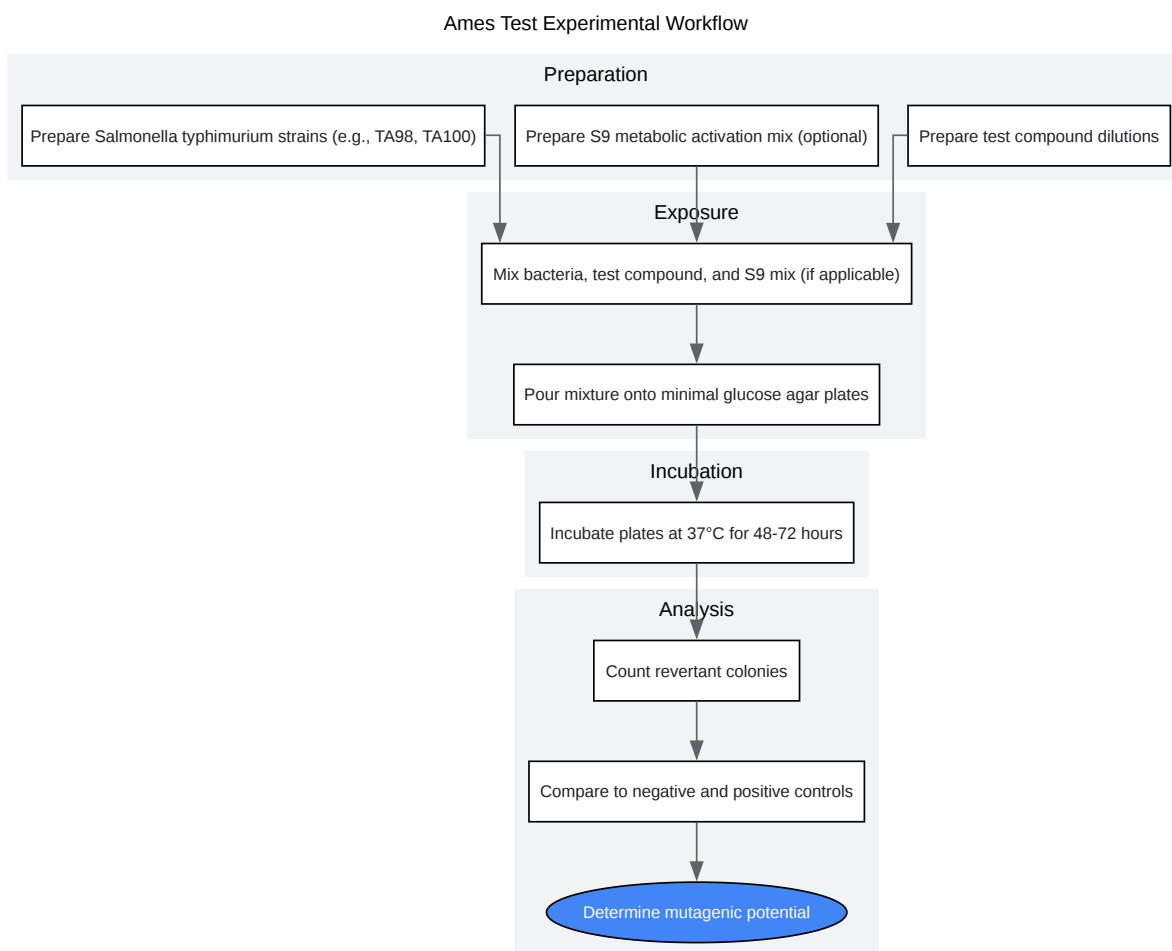 Ames Test Experimental Workflow
Preparation
Prepare Salmonella typhimurium strains (e.g., TA98, TA100)
Prepare S9 metabolic activation mix (optional)
Prepare test compound dilutions
Exposure
Mix bacteria, test compound, and S9 mix (if applicable)
Pour mixture onto minimal glucose agar plates
Incubation
Incubate plates at 37°C for 48-72 hours
Analysis
Count revertant colonies
Compare to negative and positive controls
Determine mutagenic potential